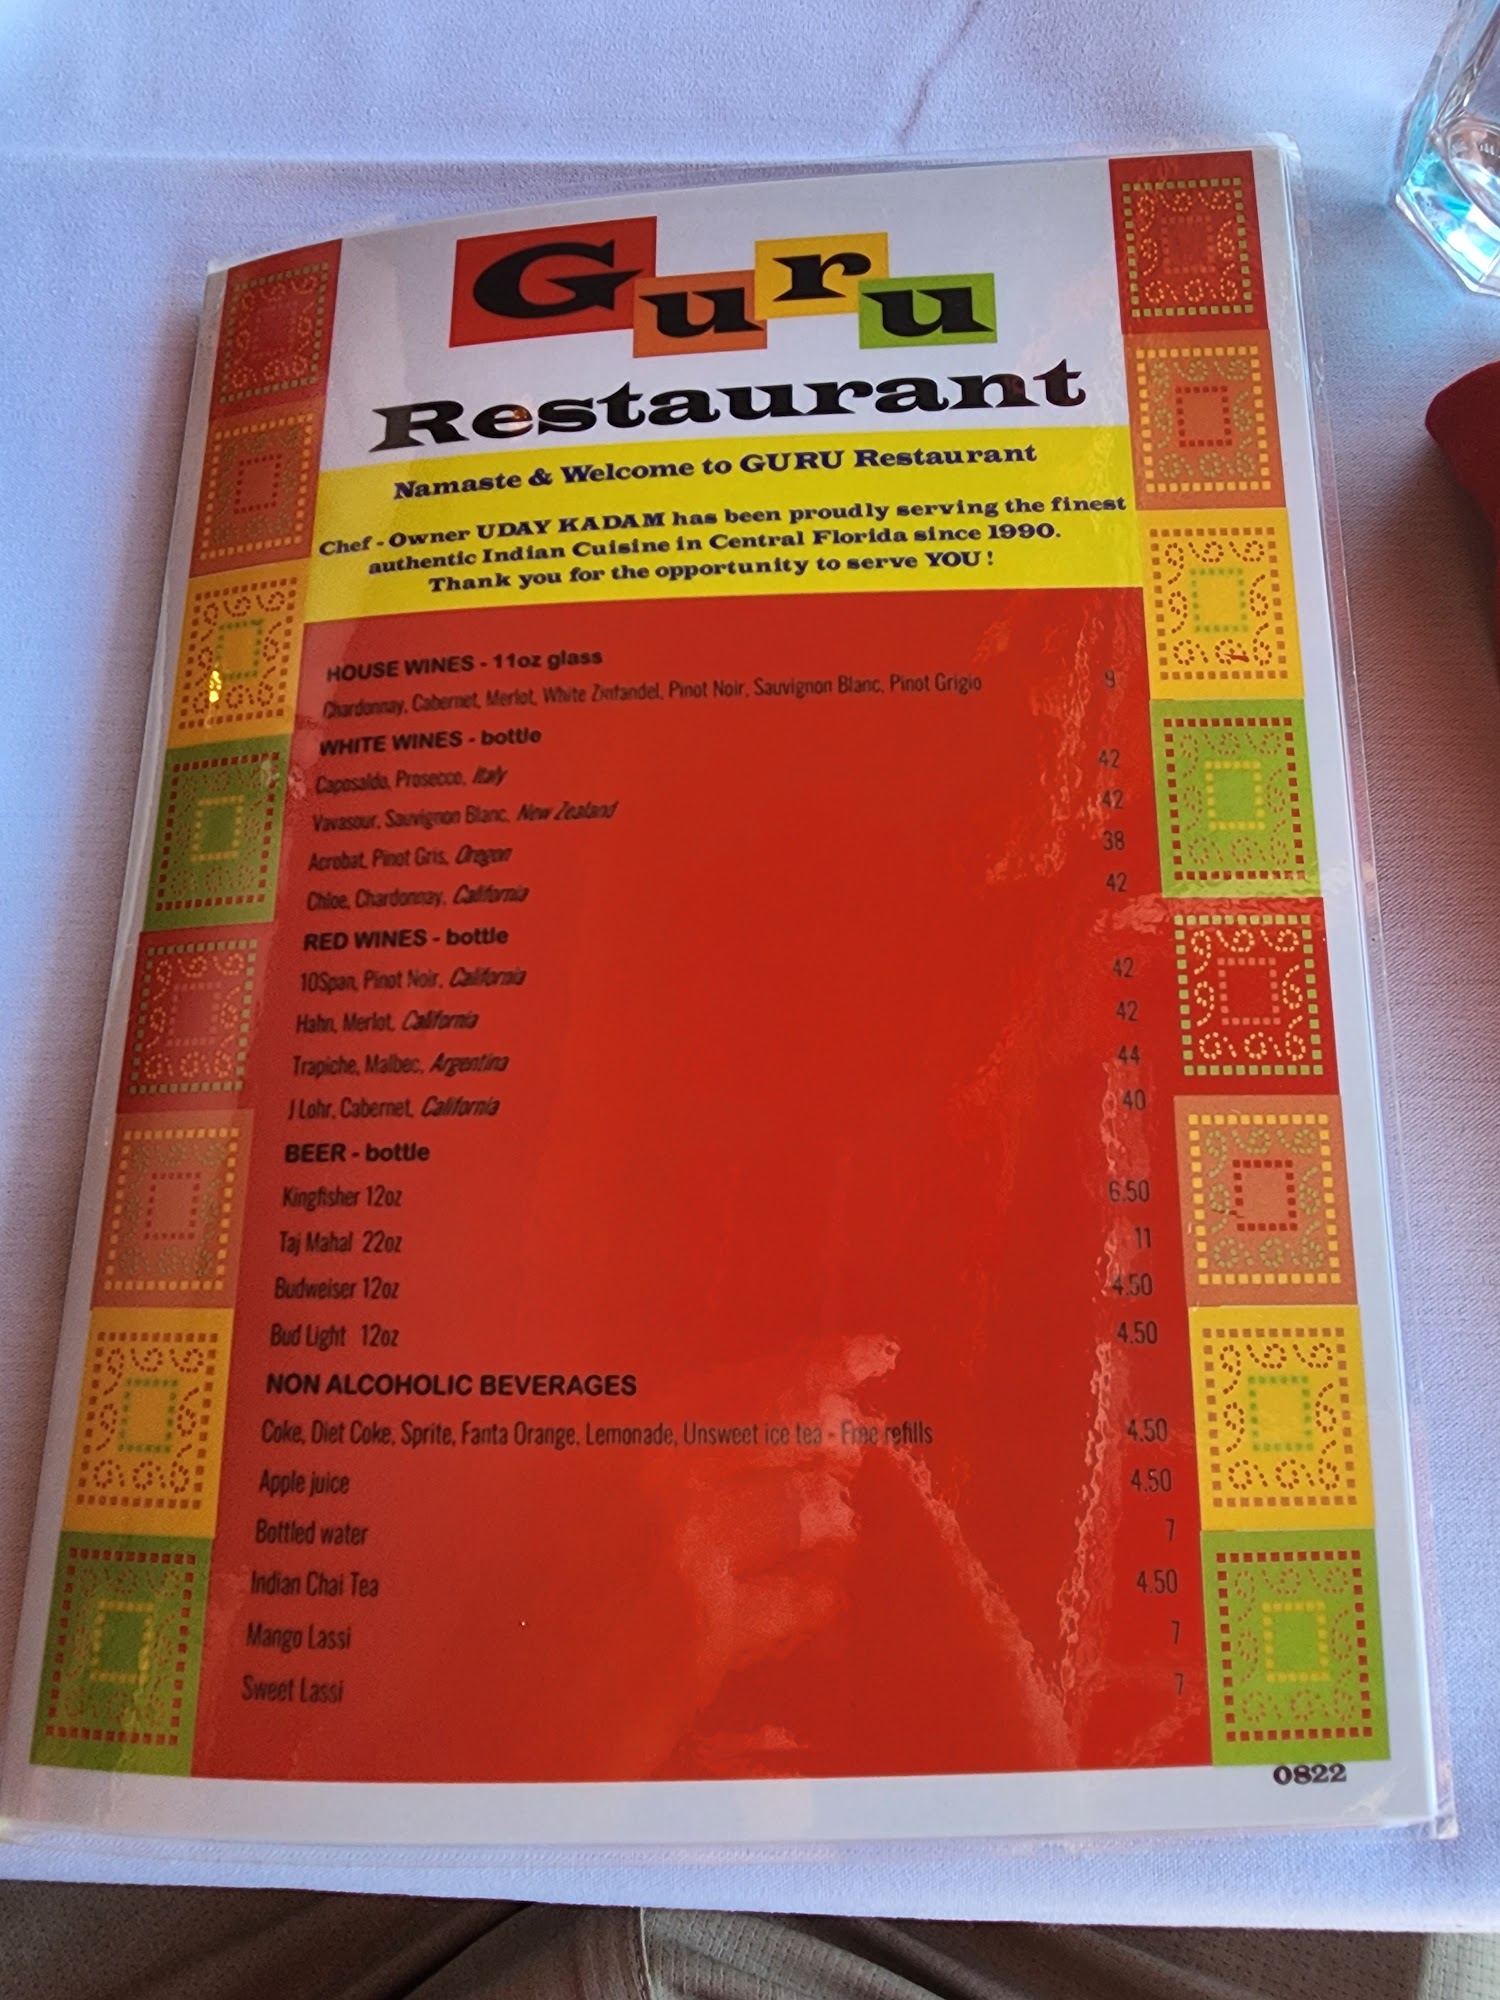 Guru
Restaurant
Namaste & Welcome to GURU Restaurant
Chef - Owner UDAY KADAM has been proudly serving the finest
authentic Indian Cuisine in Central Florida since 1990.
Thank you for the opportunity to serve YOU !
HOUSE WINES - 11oz glass
Chardonnay, Cabernet, Merlot, White Zinfandel, Pinot Noir, Sauvignon Blanc, Pinot Grigio 9
WHITE WINES - bottle
Caposaldo, Prosecco, Italy 42
Vavasour, Sauvignon Blanc, New Zealand 42
Acrobat, Pinot Gris, Oregon 38
Chloe, Chardonnay, California 42
RED WINES - bottle
10Span, Pinot Noir, California 42
Hahn, Merlot, California 42
Trapiche, Malbec, Argentina 44
J Lohr, Cabernet, California 40
BEER - bottle
Kingfisher 12oz 6.50
Taj Mahal 22oz 11
Budweiser 12oz 4.50
Bud Light 12oz 4.50
NON ALCOHOLIC BEVERAGES
Coke, Diet Coke, Sprite, Fanta Orange, Lemonade, Unsweet ice tea - Free refills 4.50
Apple juice 4.50
Bottled water 7
Indian Chai Tea 4.50
Mango Lassi 7
Sweet Lassi 7
0822